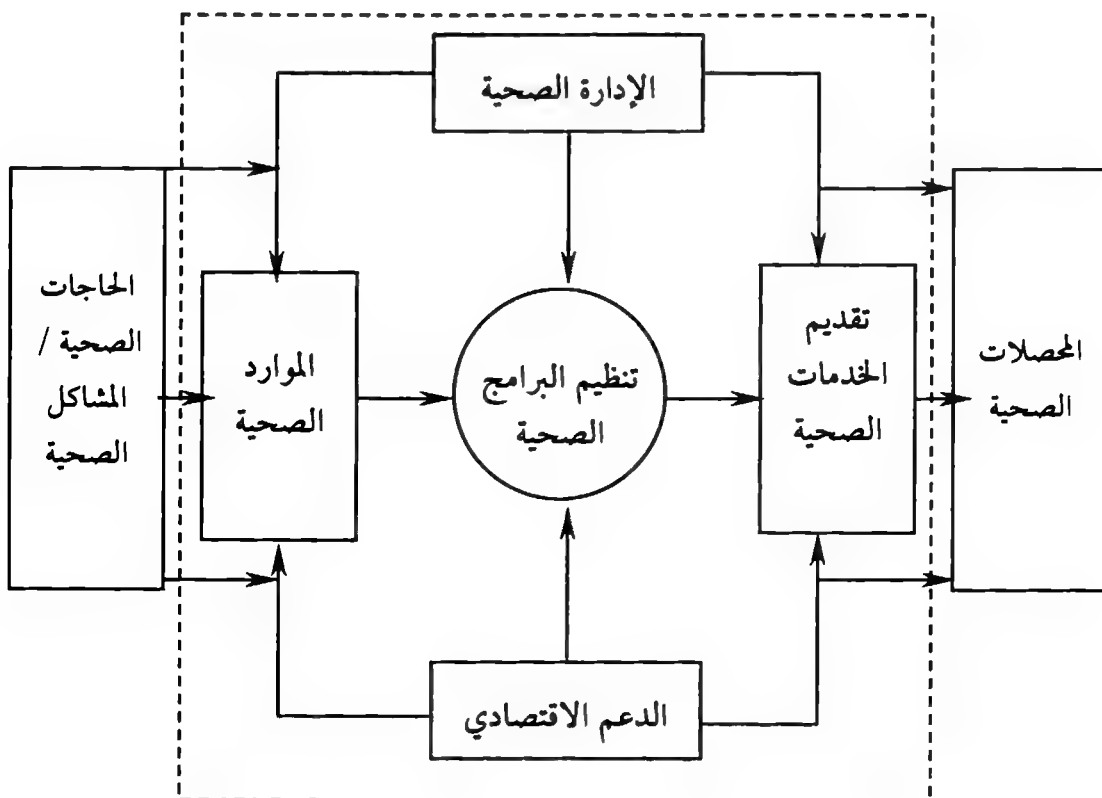 الإدارة الصحية
الحاجات
الصحية /
المشاكل
الصحية
الموارد
الصحية
تنظيم البرامج
الصحية
تقديم
الخدمات
الصحية
المحصلات
الصحية
الدعم الاقتصادي